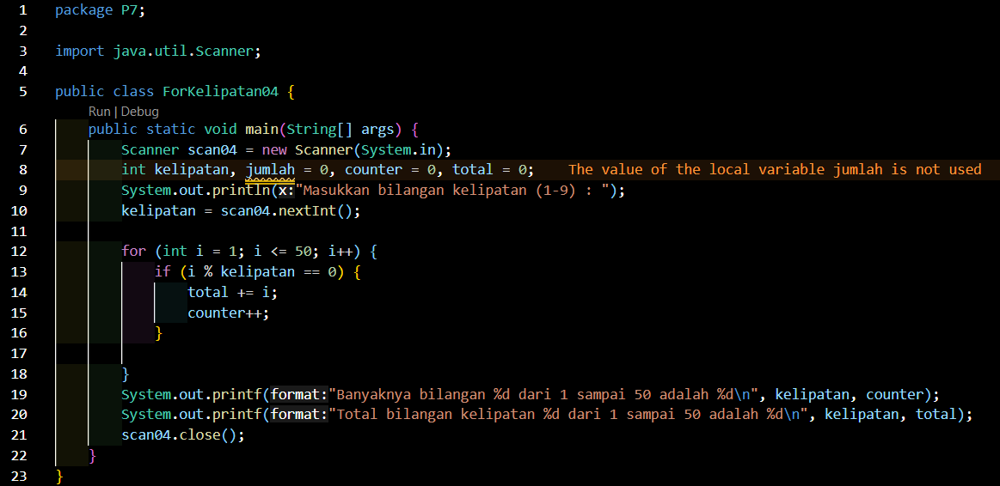 1 package P7;
2
3 import java.util.Scanner;
4
5 public class ForKelipatan04 {
Run | Debug
6 public static void main(String[] args) {
7 Scanner scan04 = new Scanner(System.in);
8 int kelipatan, jumlah = 0, counter = 0, total = 0; The value of the local variable jumlah is not used
9 System.out.println(x:"Masukkan bilangan kelipatan (1-9) : ");
10 kelipatan = scan04.nextInt();
11
12 for (int i = 1; i <= 50; i++) {
13 if (i % kelipatan == 0) {
14 total += i;
15 counter++;
16 }
17
18 }
19 System.out.printf(format:"Banyaknya bilangan %d dari 1 sampai 50 adalah %d\n", kelipatan, counter);
20 System.out.printf(format:"Total bilangan kelipatan %d dari 1 sampai 50 adalah %d\n", kelipatan, total);
21 scan04.close();
22 }
23 }